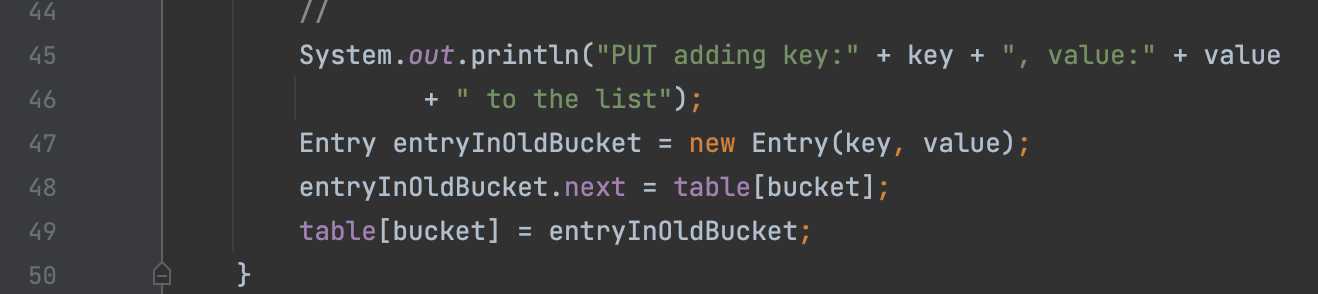 44 //
45 System.out.println("PUT adding key:" + key + ", value:" + value
46 + " to the list");
47 Entry entryInOldBucket = new Entry(key, value);
48 entryInOldBucket.next = table[bucket];
49 table[bucket] = entryInOldBucket;
50 }